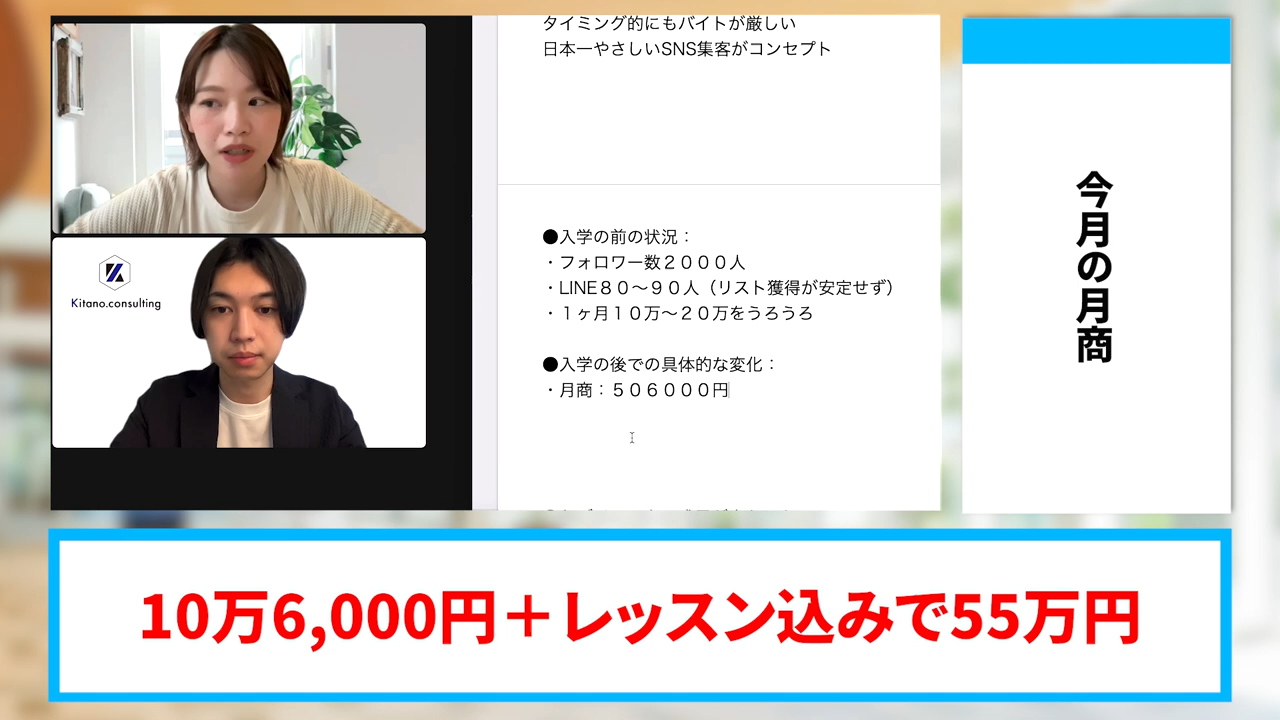 タイミング的にもバイトが厳しい
日本一やさしいSNS集客がコンセプト
●入学の前の状況：
・フォロワー数２０００人
・LINE８０〜９０人（リスト獲得が安定せず）
・１ヶ月１０万〜２０万をうろうろ
●入学の後での具体的な変化：
・月商：５０６０００円
Kitano.consulting
今月の月商
10万6,000円＋レッスン込みで55万円